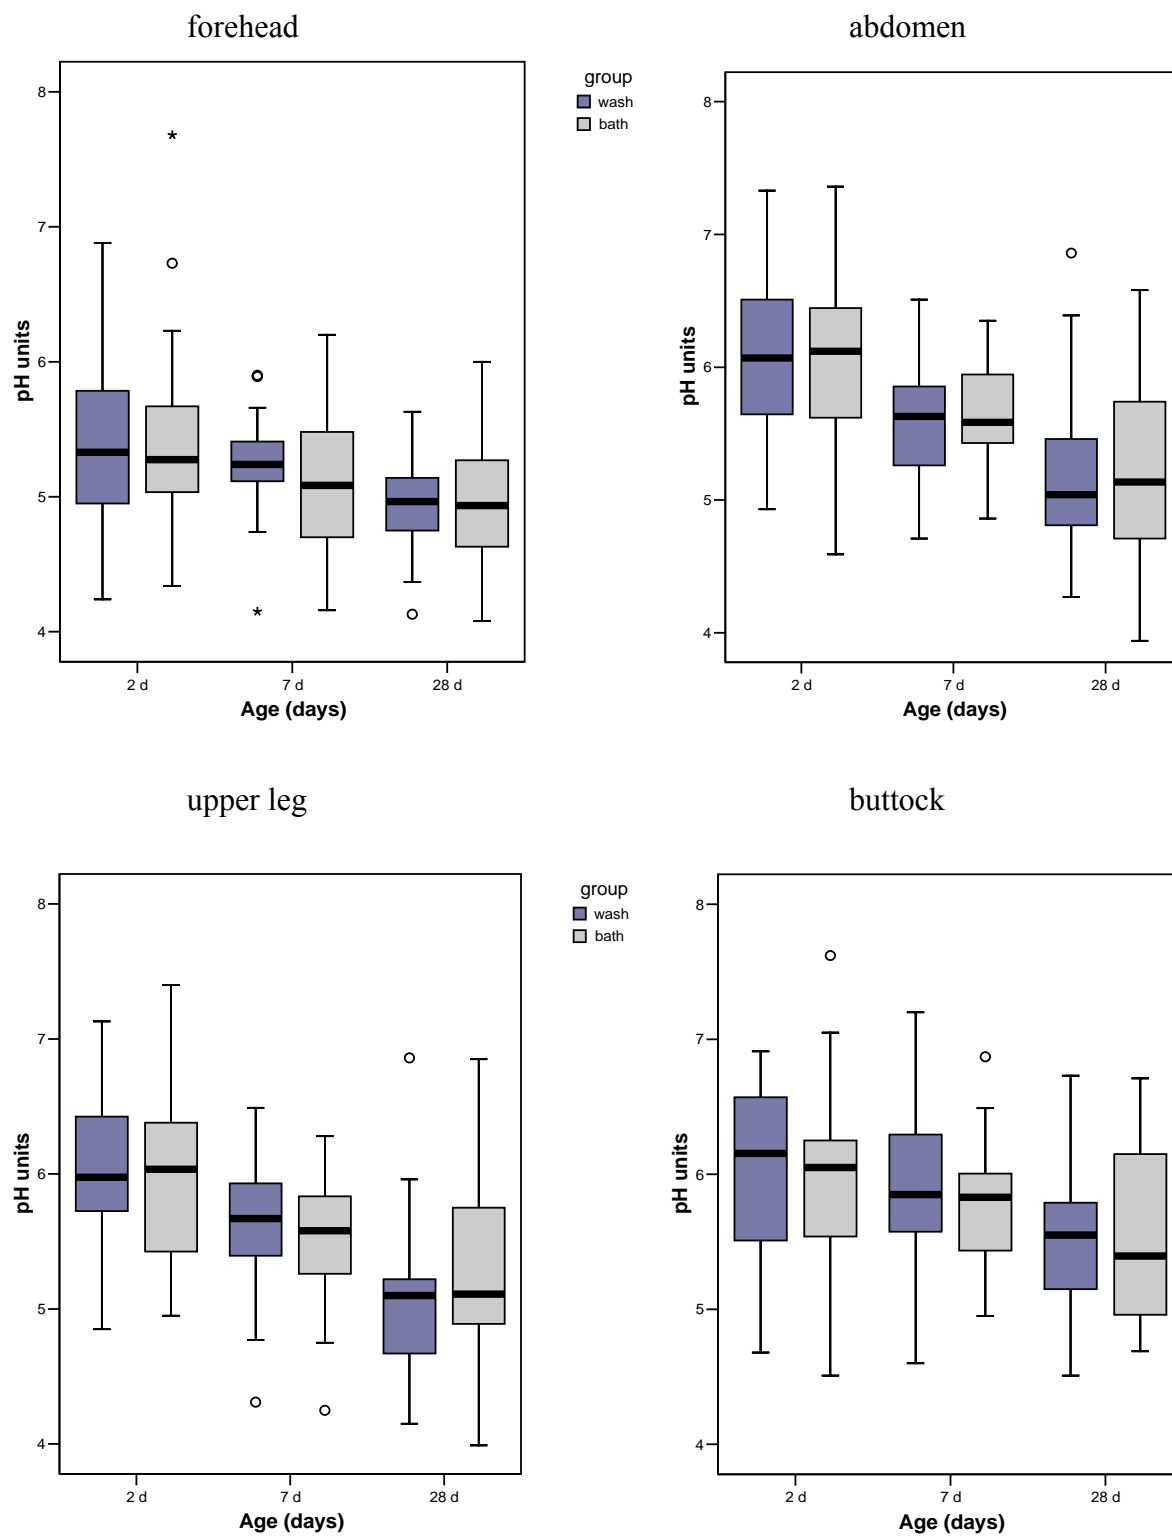 forehead
abdomen
group
wash
bath
8
7
6
5
4
pH units
2 d
7 d
28 d
Age (days)
8
7
6
5
4
pH units
2 d
7 d
28 d
Age (days)
upper leg
buttock
group
wash
bath
8
7
6
5
4
pH units
2 d
7 d
28 d
Age (days)
8
7
6
5
4
pH units
2 d
7 d
28 d
Age (days)